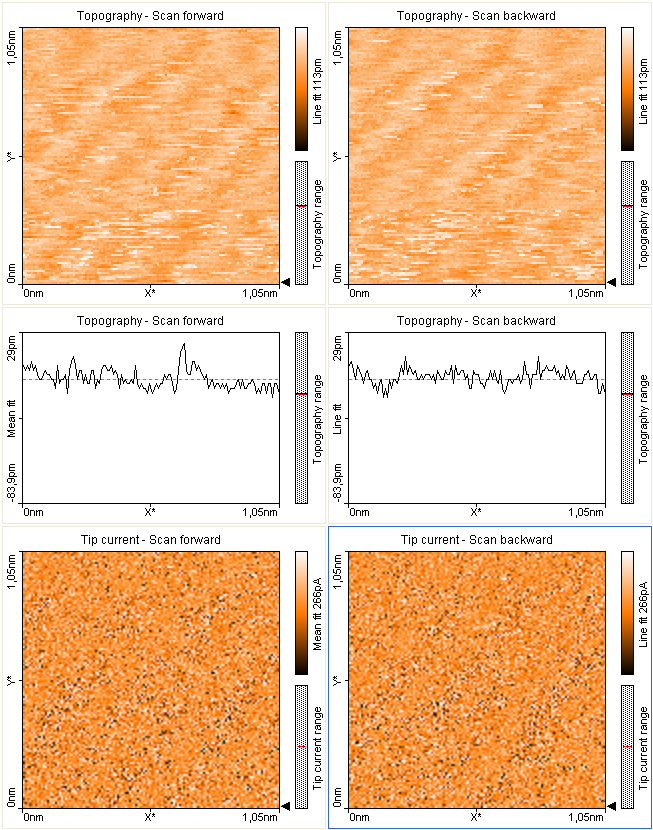 Topography - Scan forward
1,05nm
Y*
0nm
0nm
X*
1,05nm
Line fit 113pm
Topography range
Topography - Scan backward
1,05nm
Y*
0nm
0nm
X*
1,05nm
Line fit 113pm
Topography range
Topography - Scan forward
29pm
Mean fit
-83,9pm
0nm
X*
1,05nm
Topography range
Topography - Scan backward
29pm
Line fit
-83,9pm
0nm
X*
1,05nm
Topography range
Tip current - Scan forward
1,05nm
Y*
0nm
0nm
X*
1,05nm
Mean fit 266pA
Tip current range
Tip current - Scan backward
1,05nm
Y*
0nm
0nm
X*
1,05nm
Line fit 266pA
Tip current range